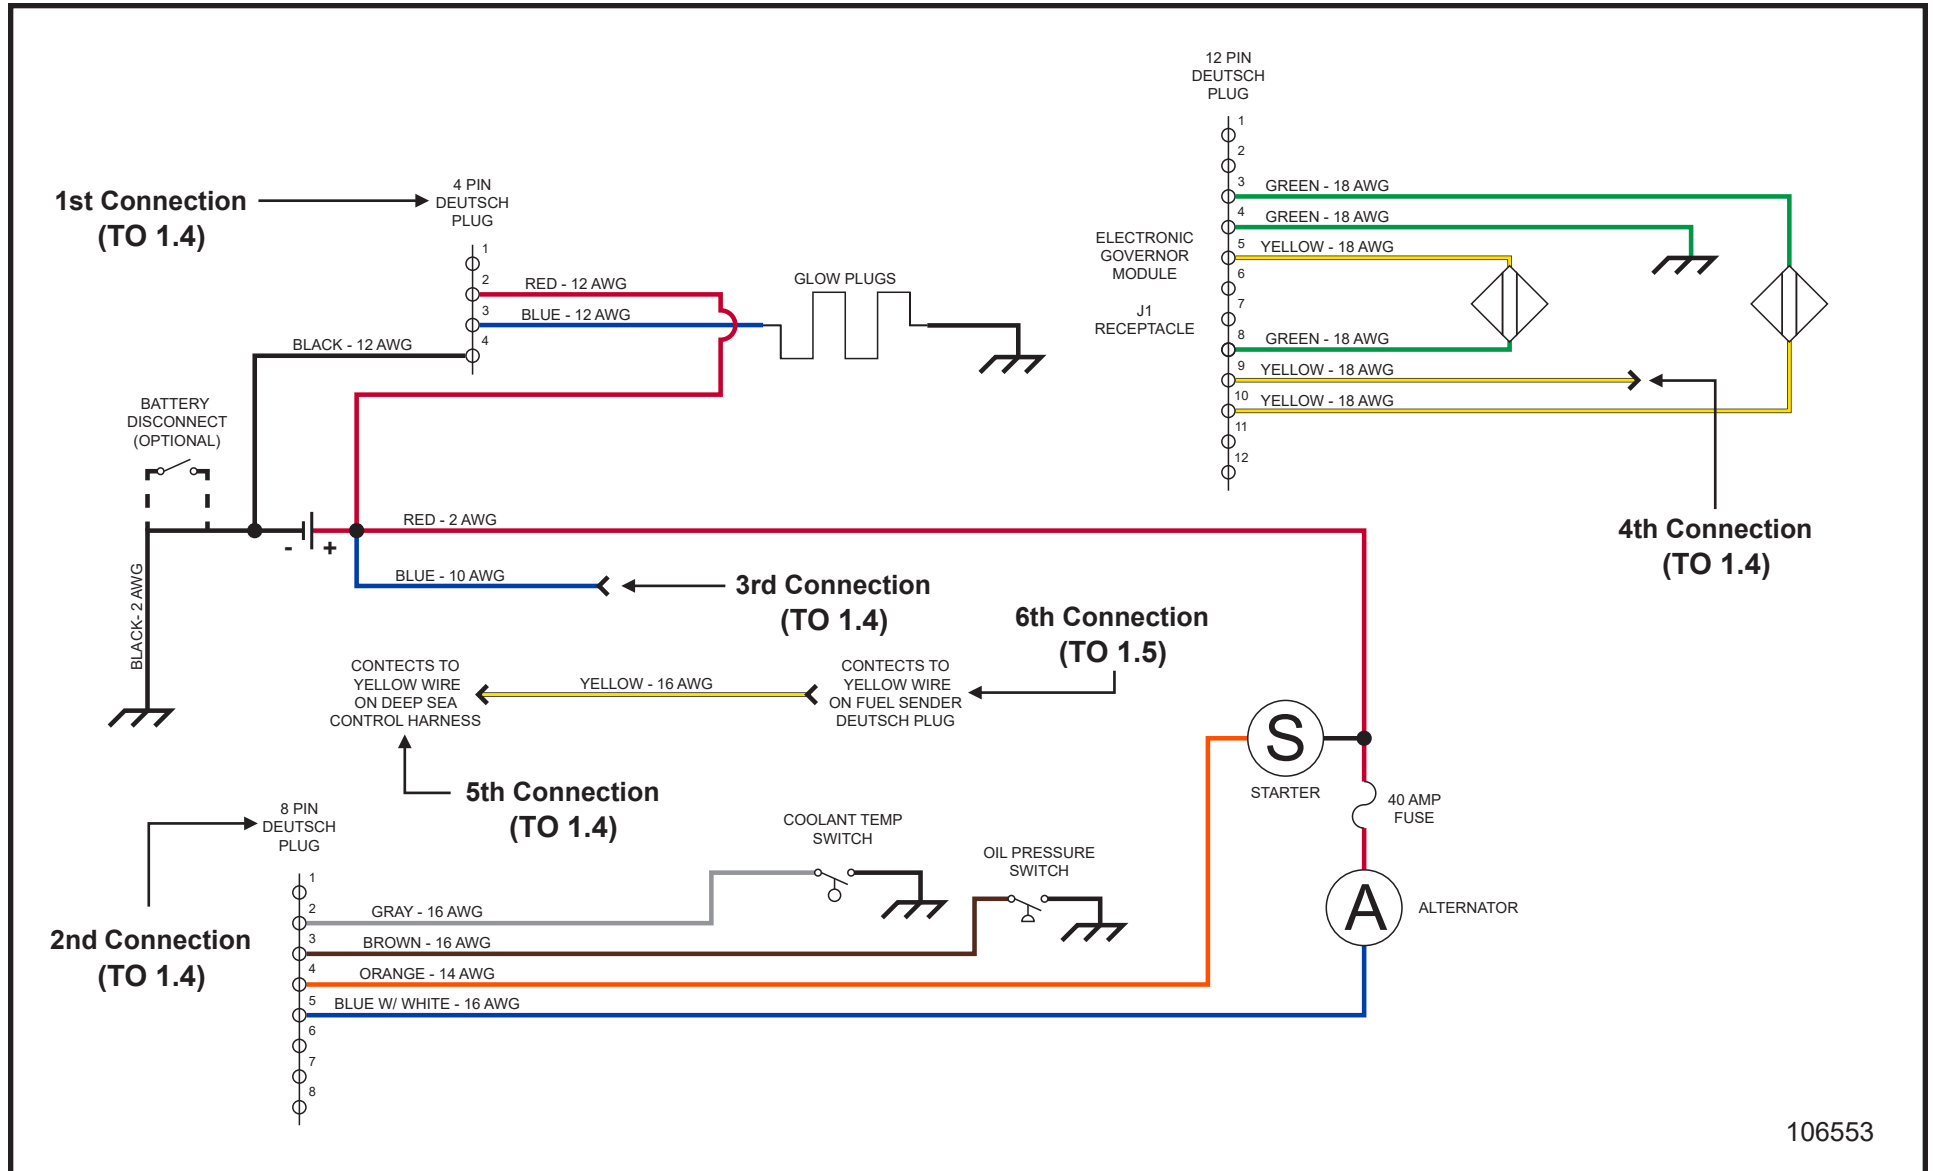 12 PIN
DEUTSCH
PLUG
1
2
3
4
5
6
7
8
9
10
11
12
GREEN - 18 AWG
GREEN - 18 AWG
YELLOW - 18 AWG
GREEN - 18 AWG
YELLOW - 18 AWG
YELLOW - 18 AWG
ELECTRONIC
GOVERNOR
MODULE
J1
RECEPTACLE
4th Connection
(TO 1.4)
1st Connection
(TO 1.4)
4 PIN
DEUTSCH
PLUG
1
2
3
4
RED - 12 AWG
BLUE - 12 AWG
BLACK - 12 AWG
GLOW PLUGS
BATTERY
DISCONNECT
(OPTIONAL)
- +
RED - 2 AWG
BLUE - 10 AWG
BLACK- 2 AWG
3rd Connection
(TO 1.4)
6th Connection
(TO 1.5)
CONTECTS TO
YELLOW WIRE
ON DEEP SEA
CONTROL HARNESS
YELLOW - 16 AWG
CONTECTS TO
YELLOW WIRE
ON FUEL SENDER
DEUTSCH PLUG
5th Connection
(TO 1.4)
S
STARTER
40 AMP
FUSE
A
ALTERNATOR
8 PIN
DEUTSCH
PLUG
1
2
3
4
5
6
7
8
GRAY - 16 AWG
BROWN - 16 AWG
ORANGE - 14 AWG
BLUE W/ WHITE - 16 AWG
COOLANT TEMP
SWITCH
OIL PRESSURE
SWITCH
2nd Connection
(TO 1.4)
106553